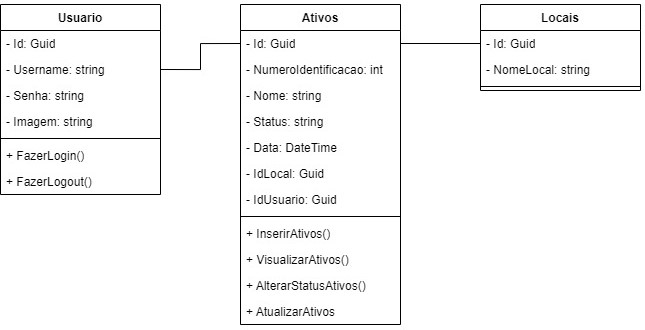 Usuario
- Id: Guid
- Username: string
- Senha: string
- Imagem: string
+ FazerLogin()
+ FazerLogout()
Ativos
- Id: Guid
- NumeroIdentificacao: int
- Nome: string
- Status: string
- Data: DateTime
- IdLocal: Guid
- IdUsuario: Guid
+ InserirAtivos()
+ VisualizarAtivos()
+ AlterarStatusAtivos()
+ AtualizarAtivos
Locais
- Id: Guid
- NomeLocal: string